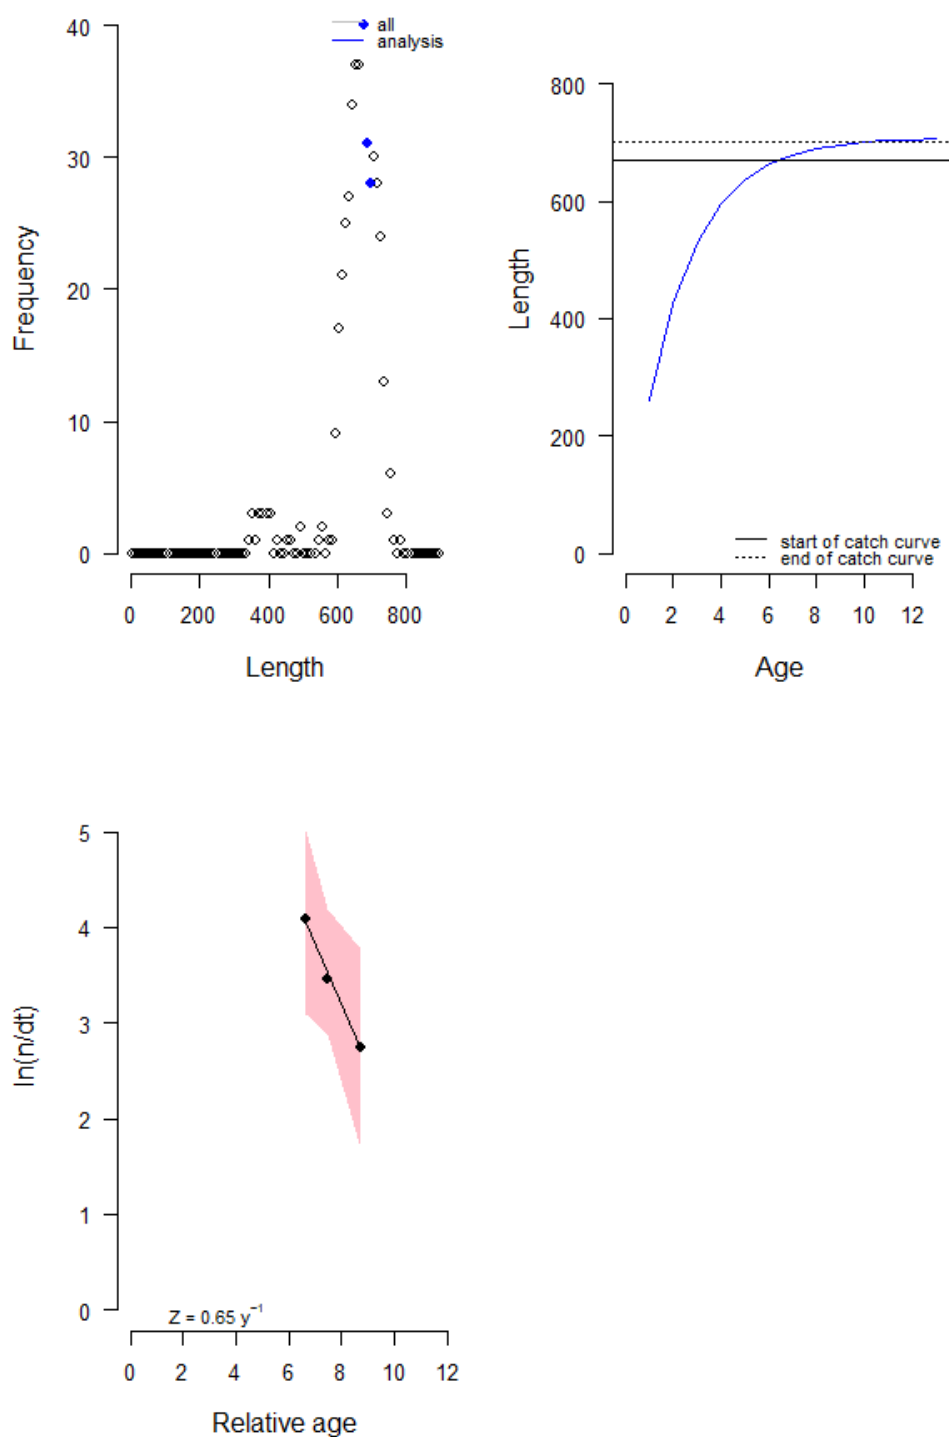 40
30
20
10
0
Frequency
all
analysis
0 200 400 600 800
Length
800
600
400
200
0
Length
start of catch curve
end of catch curve
0 2 4 6 8 10 12
Age
5
4
3
2
1
0
ln(n/dt)
Z = 0.65 y⁻¹
0 2 4 6 8 10 12
Relative age